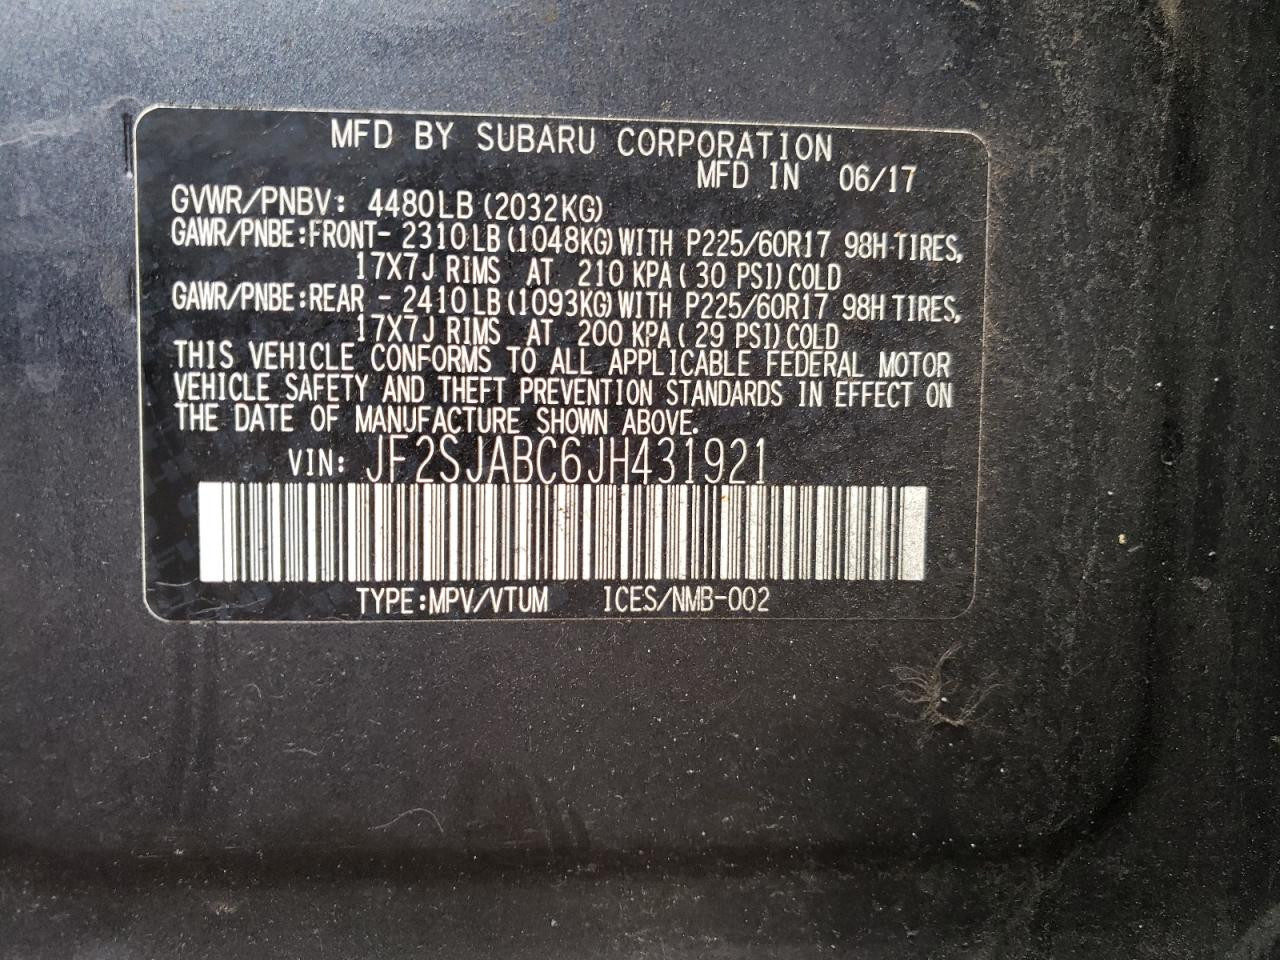 MFD BY SUBARU CORPORATION
MFD IN 06/17
GVWR/PNBV: 4480LB(2032KG)
GAWR/PNBE:FRONT- 2310LB(1048KG)WITH P225/60R17 98H TIRES,
17X7J RIMS AT 210 KPA( 30 PSI)COLD
GAWR/PNBE:REAR - 2410LB(1093KG)WITH P225/60R17 98H TIRES,
17X7J RIMS AT 200 KPA( 29 PSI)COLD
THIS VEHICLE CONFORMS TO ALL APPLICABLE FEDERAL MOTOR
VEHICLE SAFETY AND THEFT PREVENTION STANDARDS IN EFFECT ON
THE DATE OF MANUFACTURE SHOWN ABOVE.
VIN: JF2SJABC6JH431921
TYPE:MPV/VTUM ICES/NMB-002